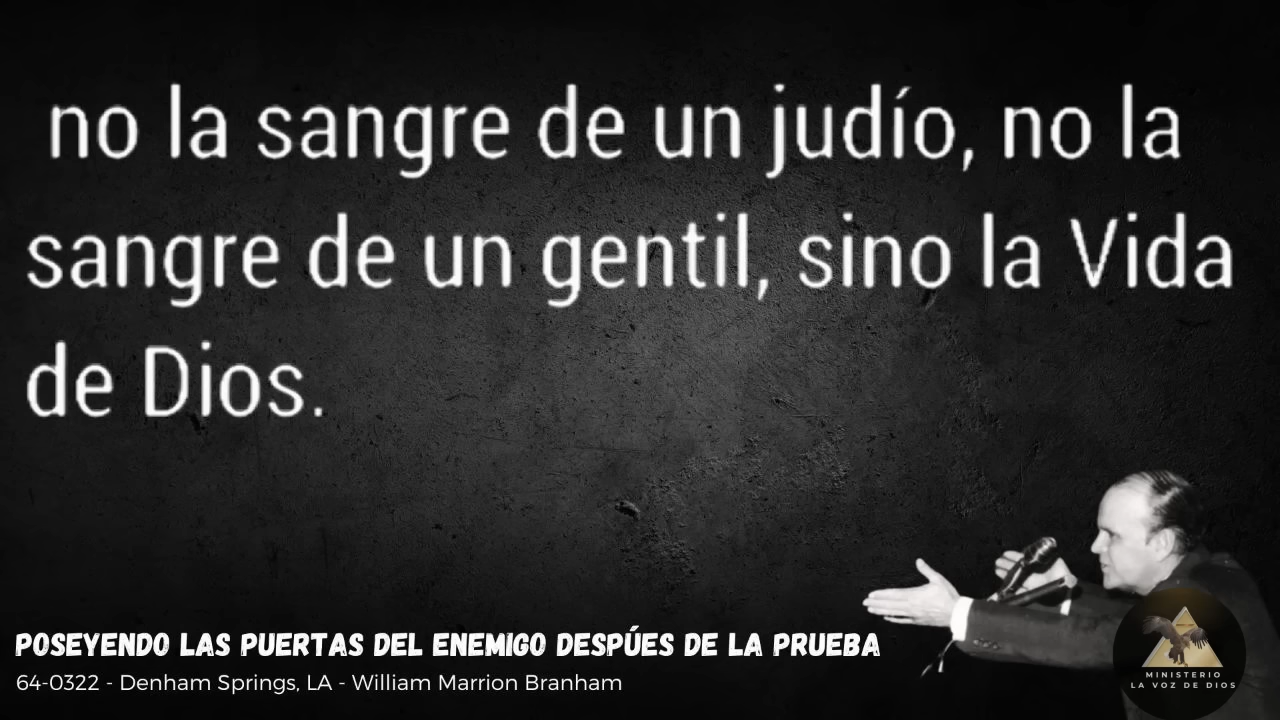 no la sangre de un judío, no la
sangre de un gentil, sino la Vida
de Dios.
POSEYENDO LAS PUERTAS DEL ENEMIGO DESPÚES DE LA PRUEBA
64-0322 - Denham Springs, LA - William Marrion Branham
MINISTERIO
LA VOZ DE DIOS